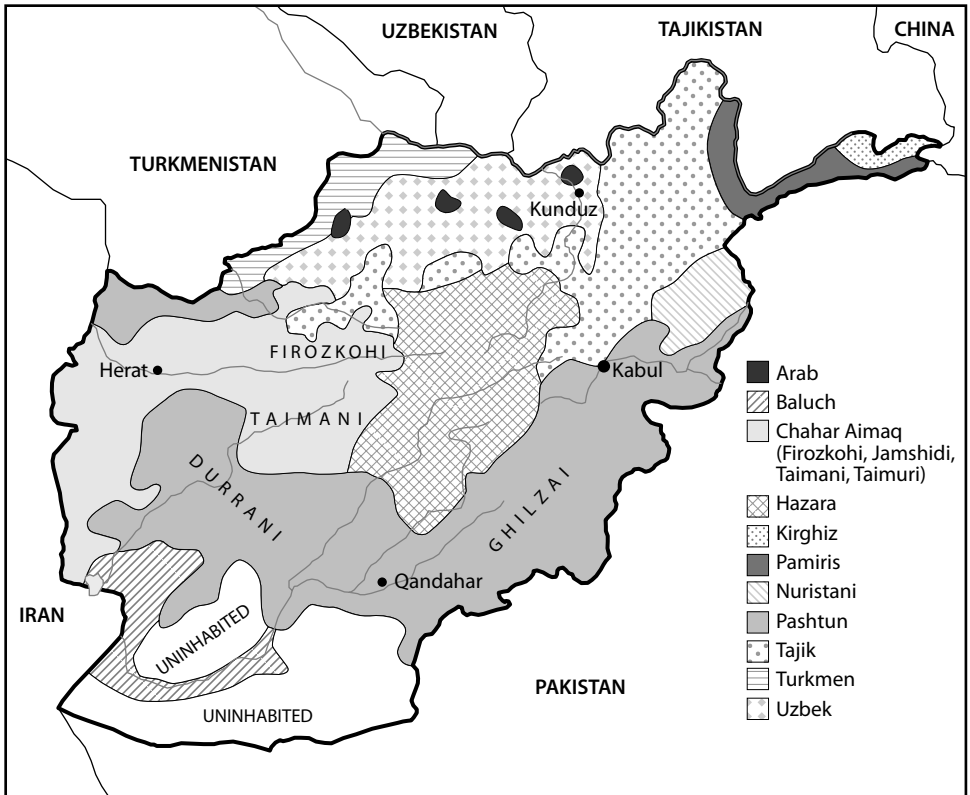 UZBEKISTAN
TAJIKISTAN
CHINA
TURKMENISTAN
Kunduz
FIROZKOHI
Herat
Kabul
TAIMANI
DURRANI
GHILZAI
Qandahar
IRAN
UNINHABITED
UNINHABITED
PAKISTAN
Arab
Baluch
Chahar Aimaq
(Firozkohi, Jamshidi,
Taimani, Taimuri)
Hazara
Kirghiz
Pamiris
Nuristani
Pashtun
Tajik
Turkmen
Uzbek